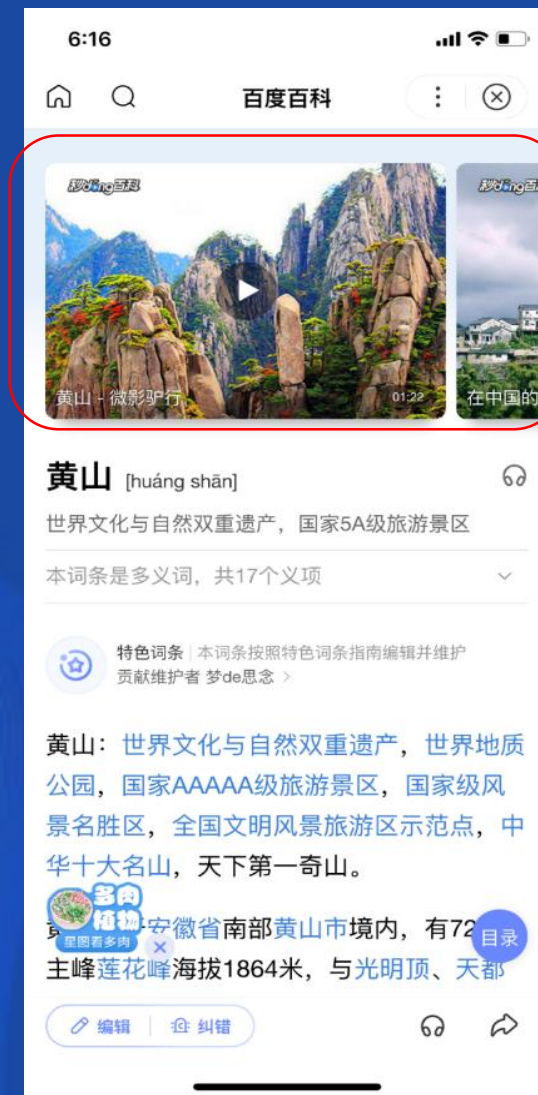 6:16
百度百科
秒dǒng百科
秒dǒng百
黄山 - 微影驴行
01:22
在中国的
黄山 [huáng shān]
世界文化与自然双重遗产，国家5A级旅游景区
本词条是多义词，共17个义项
特色词条 | 本词条按照特色词条指南编辑并维护
贡献维护者 梦de思念 >
黄山：世界文化与自然双重遗产，世界地质
公园，国家AAAAA级旅游景区，国家级风
景名胜区，全国文明风景旅游区示范点，中
华十大名山，天下第一奇山。
多肉
植物
星图看多肉
安徽省南部黄山市境内，有72
目录
主峰莲花峰海拔1864米，与光明顶、天都
编辑 | 纠错